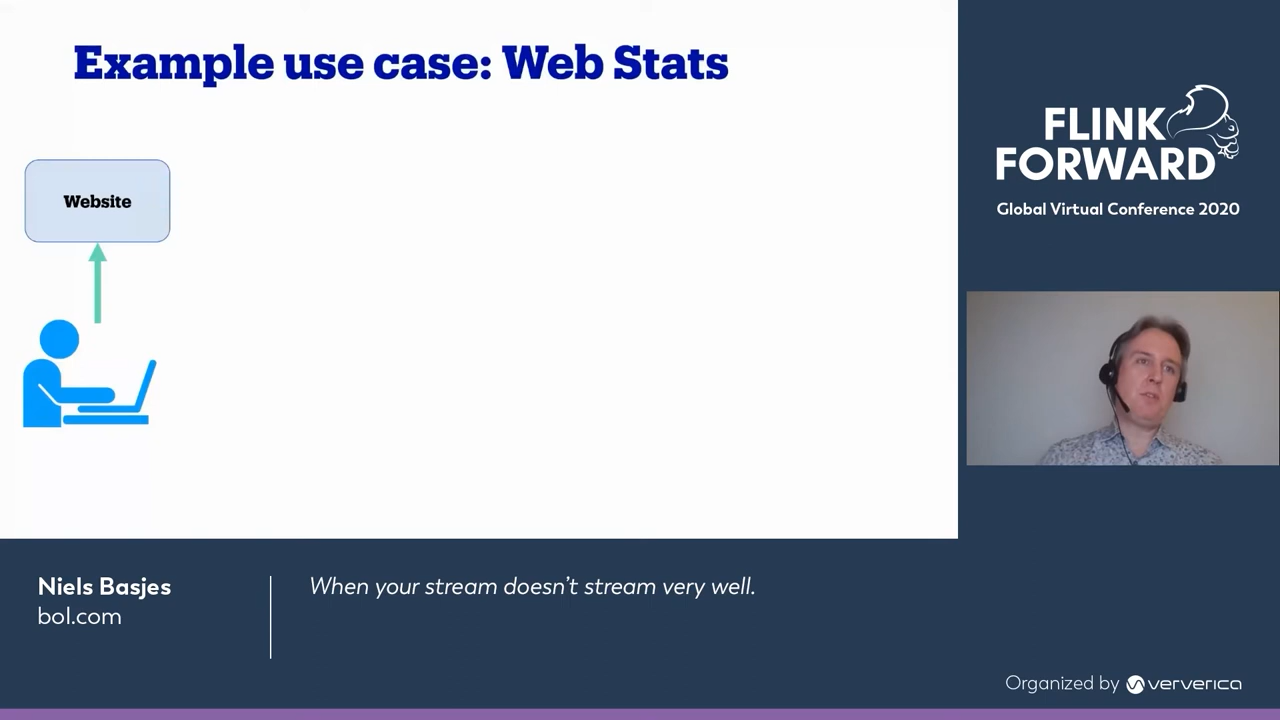 Example use case: Web Stats
Website
FLINK
FORWARD
Global Virtual Conference 2020
Niels Basjes
bol.com
When your stream doesn't stream very well.
Organized by ververica